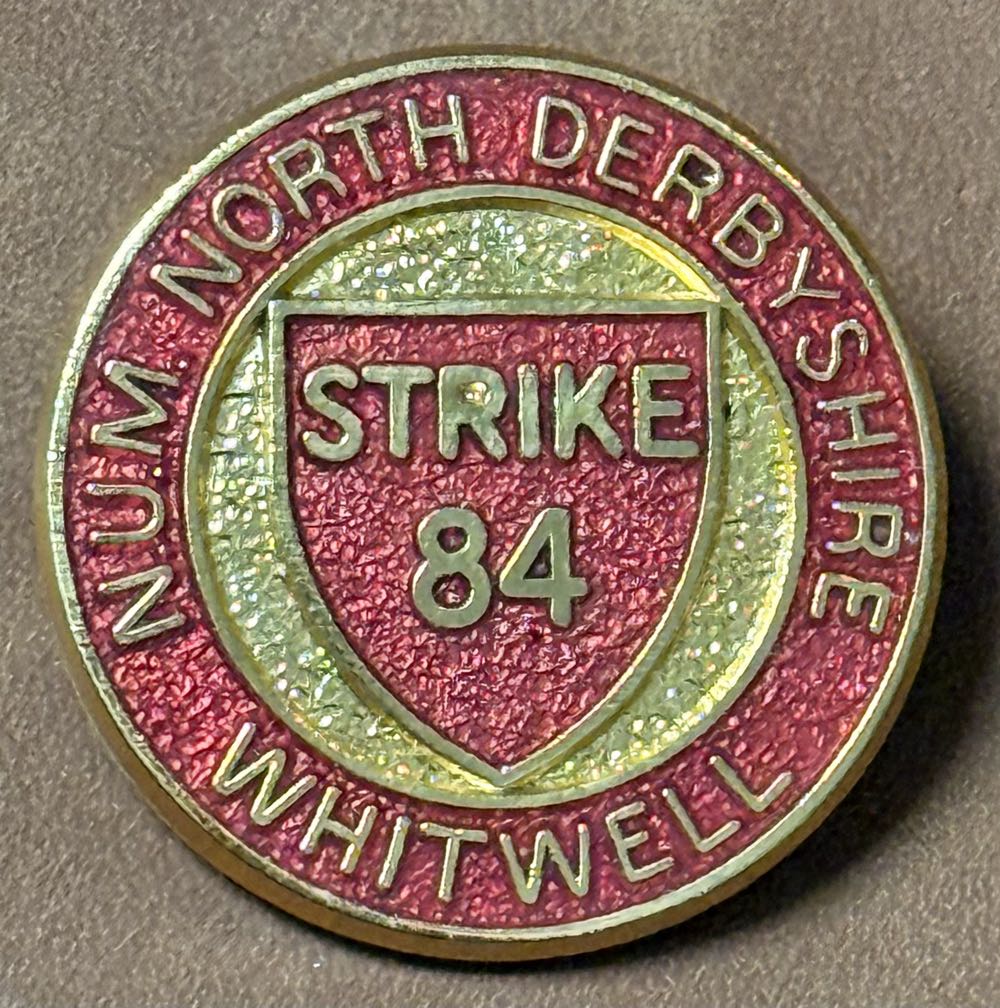 NUM NORTH DERBYSHIRE
STRIKE
84
WHITWELL